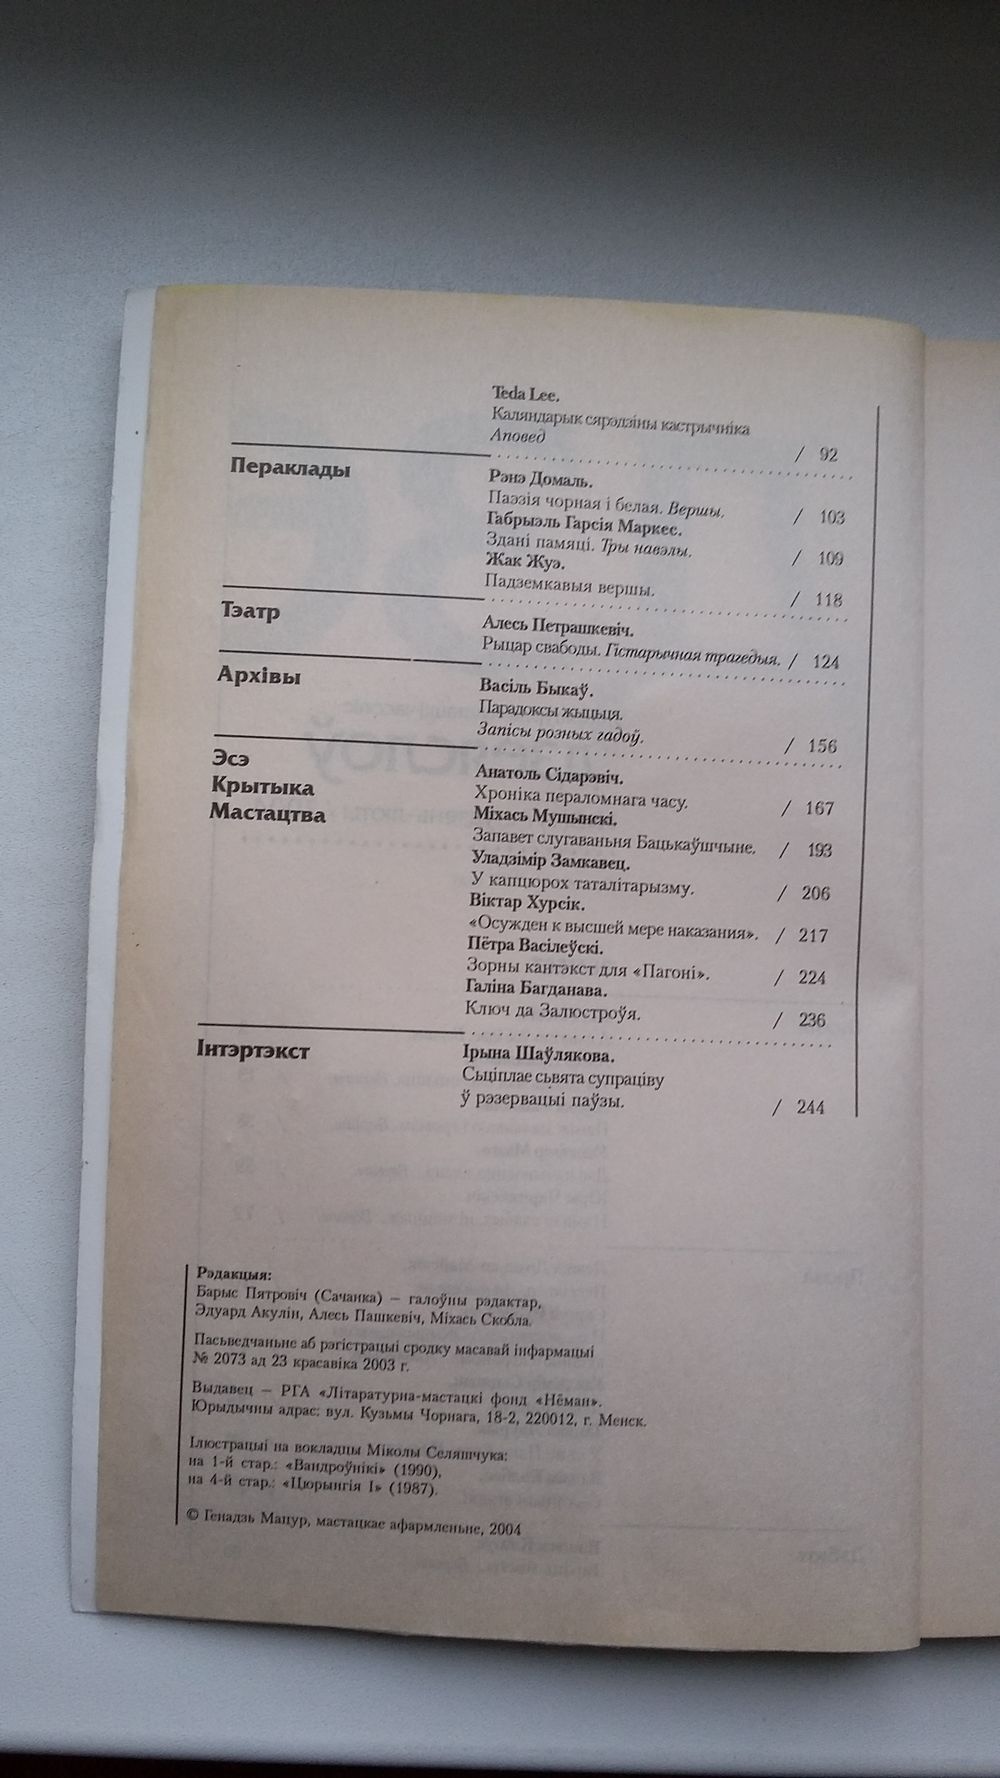 Teda Lee.
Каляндарык сярэдзіны кастрычніка
Аповед / 92
Пераклады
Рэнэ Домаль.
Паэзія чорная і белая. Вершы. / 103
Габрыэль Гарсія Маркес.
Здані памяці. Тры навэлы. / 109
Жак Жуэ.
Падземкавыя вершы. / 118
Тэатр
Алесь Петрашкевіч.
Рыцар свабоды. Гістарычная трагедыя. / 124
Архівы
Васіль Быкаў.
Парадоксы жыцьця.
Запісы розных гадоў. / 156
Эсэ
Крытыка
Мастацтва
Анатоль Сідарэвіч.
Хроніка пераломнага часу. / 167
Міхась Мушынскі.
Запавет слугаваньня Бацькаўшчыне. / 193
Уладзімір Замкавец.
У капцюрох таталітарызму. / 206
Віктар Хурсік.
«Осужден к высшей мере наказания». / 217
Пётра Васілеўскі.
Зорны кантэкст для «Пагоні». / 224
Галіна Багданава.
Ключ да Залюстроўя. / 236
Інтэртэкст
Ірына Шаўлякова.
Сьціплае сьвята супраціву
ў рэзервацыі паўзы. / 244
Рэдакцыя:
Барыс Пятровіч (Сачанка) – галоўны рэдактар,
Эдуард Акулін, Алесь Пашкевіч, Міхась Скобла.
Пасьведчаньне аб рэгістрацыі сродку масавай інфармацыі
№ 2073 ад 23 красавіка 2003 г.
Выдавец – РГА «Літаратурна-мастацкі фонд «Нёман».
Юрыдычны адрас: вул. Кузьмы Чорнага, 18-2, 220012, г. Менск.
Ілюстрацыі на вокладцы Міколы Селяшчука:
на 1-й стар.: «Вандроўнікі» (1990),
на 4-й стар.: «Цюрынгія І» (1987).
© Генадзь Мацур, мастацкае афармленьне, 2004